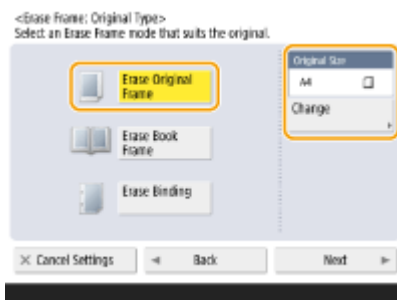 <Erase Frame: Original Type>
Select an Erase Frame mode that suits the original.
Erase Original
Frame
Erase Book
Frame
Erase Binding
Original Size
A4
Change
Cancel Settings
Back
Next